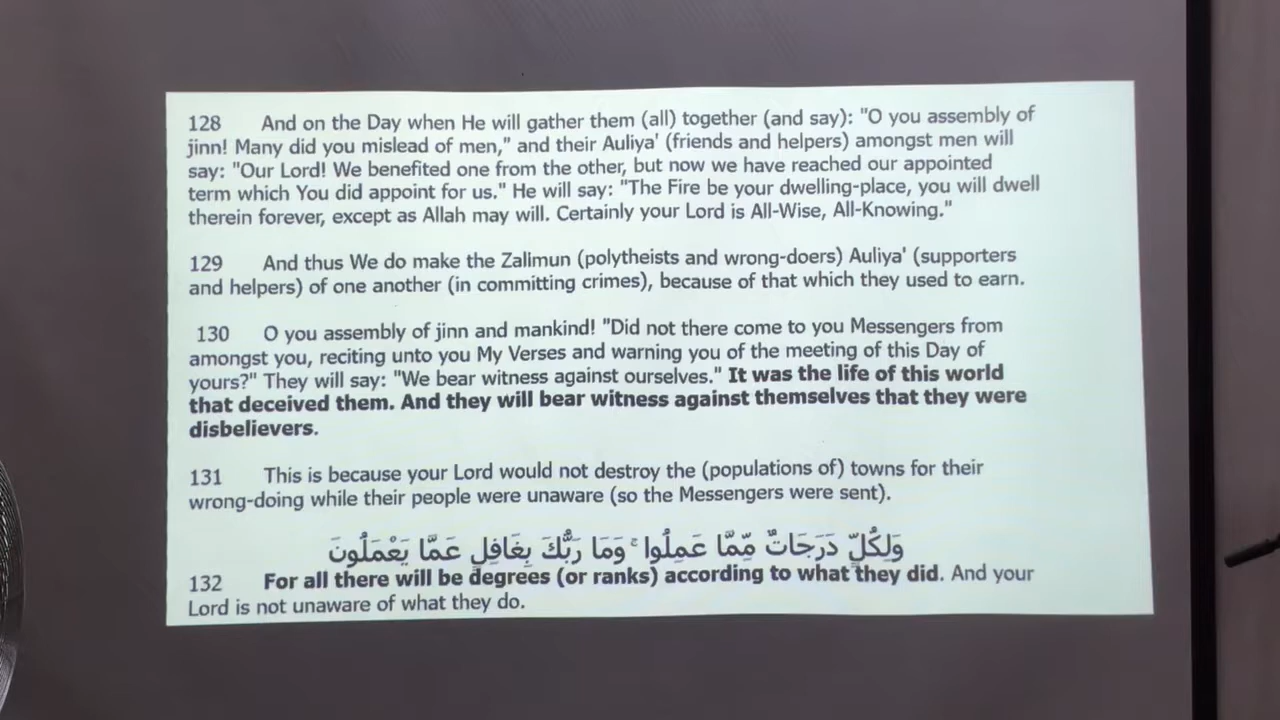 128 And on the Day when He will gather them (all) together (and say): "O you assembly of
jinn! Many did you mislead of men," and their Auliya' (friends and helpers) amongst men will
say: "Our Lord! We benefited one from the other, but now we have reached our appointed
term which You did appoint for us." He will say: "The Fire be your dwelling-place, you will dwell
therein forever, except as Allah may will. Certainly your Lord is All-Wise, All-Knowing."
129 And thus We do make the Zalimun (polytheists and wrong-doers) Auliya' (supporters
and helpers) of one another (in committing crimes), because of that which they used to earn.
130 O you assembly of jinn and mankind! "Did not there come to you Messengers from
amongst you, reciting unto you My Verses and warning you of the meeting of this Day of
yours?" They will say: "We bear witness against ourselves." It was the life of this world
that deceived them. And they will bear witness against themselves that they were
disbelievers.
131 This is because your Lord would not destroy the (populations of) towns for their
wrong-doing while their people were unaware (so the Messengers were sent).
وَلِكُلٍّ دَرَجَاتٌ مِّمَّا عَمِلُوا ۚ وَمَا رَبُّكَ بِغَافِلٍ عَمَّا يَعْمَلُونَ
132 For all there will be degrees (or ranks) according to what they did. And your
Lord is not unaware of what they do.